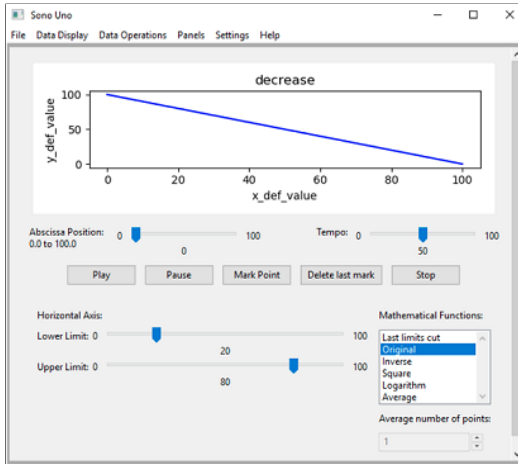 Sono Uno
File Data Display Data Operations Panels Settings Help
decrease
100
50
0
y_def_value
0 20 40 60 80 100
x_def_value
Abscissa Position: 0 100 Tempo: 0 100
0.0 to 100.0
0 50
Play Pause Mark Point Delete last mark Stop
Horizontal Axis: Mathematical Functions:
Lower Limit: 0 100
20
Upper Limit: 0 100
80
Last limits cut
Original
Inverse
Square
Logarithm
Average
Average number of points:
1